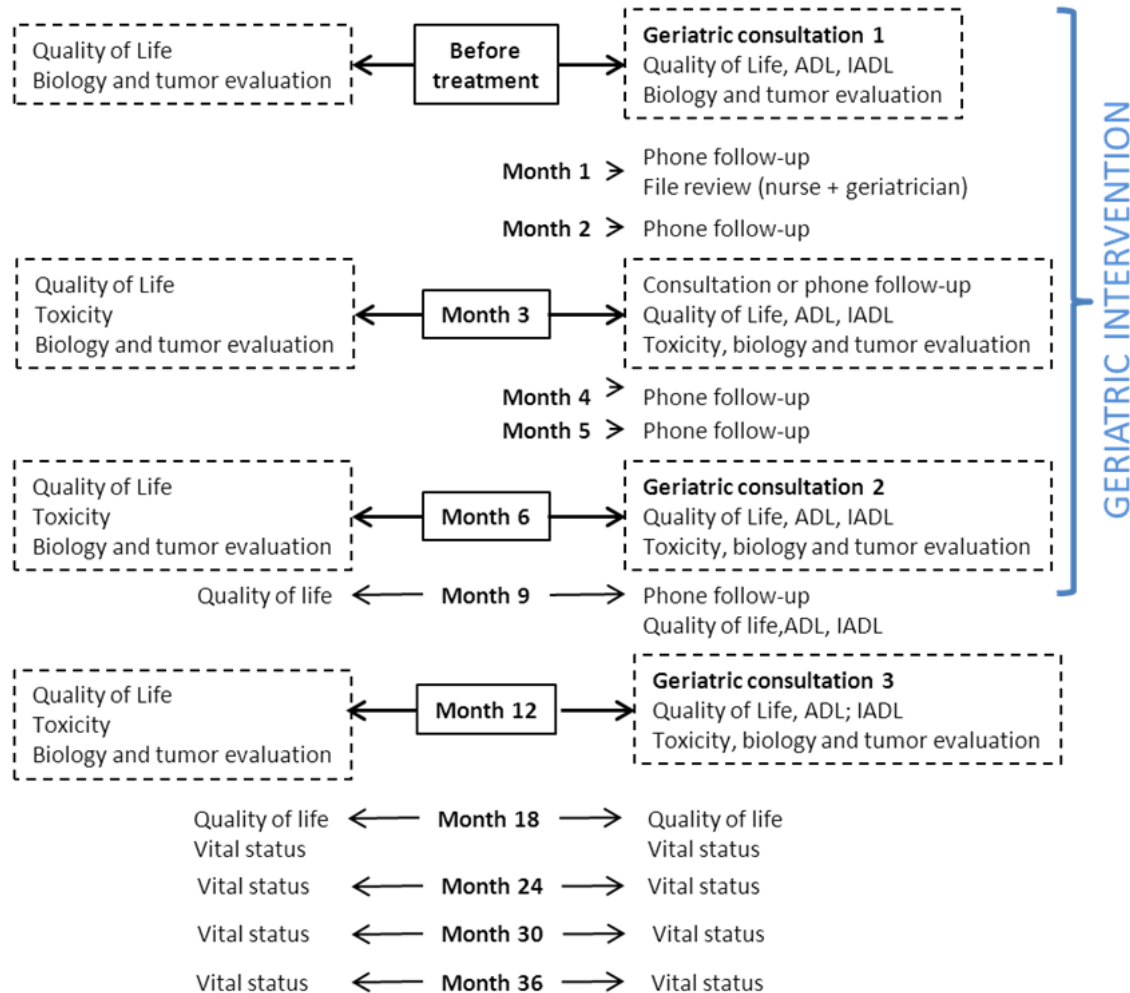 Quality of Life
Biology and tumor evaluation
Before
treatment
Geriatric consultation 1
Quality of Life, ADL, IADL
Biology and tumor evaluation
Month 1
Phone follow-up
File review (nurse + geriatrician)
Month 2
Phone follow-up
Quality of Life
Toxicity
Biology and tumor evaluation
Month 3
Consultation or phone follow-up
Quality of Life, ADL, IADL
Toxicity, biology and tumor evaluation
Month 4
Phone follow-up
Month 5
Phone follow-up
Quality of Life
Toxicity
Biology and tumor evaluation
Month 6
Geriatric consultation 2
Quality of Life, ADL, IADL
Toxicity, biology and tumor evaluation
Quality of life
Month 9
Phone follow-up
Quality of life,ADL, IADL
Quality of Life
Toxicity
Biology and tumor evaluation
Month 12
Geriatric consultation 3
Quality of Life, ADL; IADL
Toxicity, biology and tumor evaluation
Quality of life
Vital status
Month 18
Quality of life
Vital status
Vital status
Month 24
Vital status
Vital status
Month 30
Vital status
Vital status
Month 36
Vital status
GERIATRIC INTERVENTION